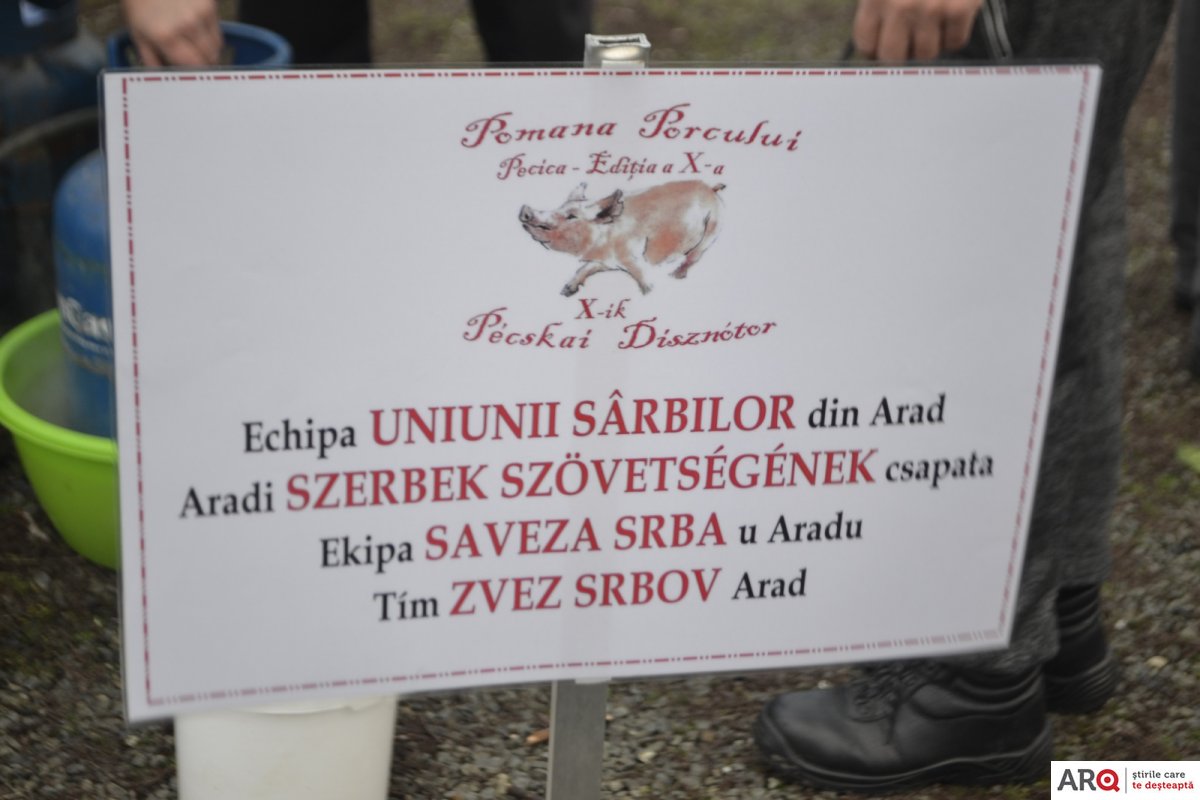 Pomana Porcului
Pecica - Ediția a X-a
X-ik
Pécskai Disznótor
Echipa UNIUNII SÂRBILOR din Arad
Aradi SZERBEK SZÖVETSÉGÉNEK csapata
Ekipa SAVEZA SRBA u Aradu
Tím ZVEZ SRBOV Arad
ARQ știrile care
te deșteaptă